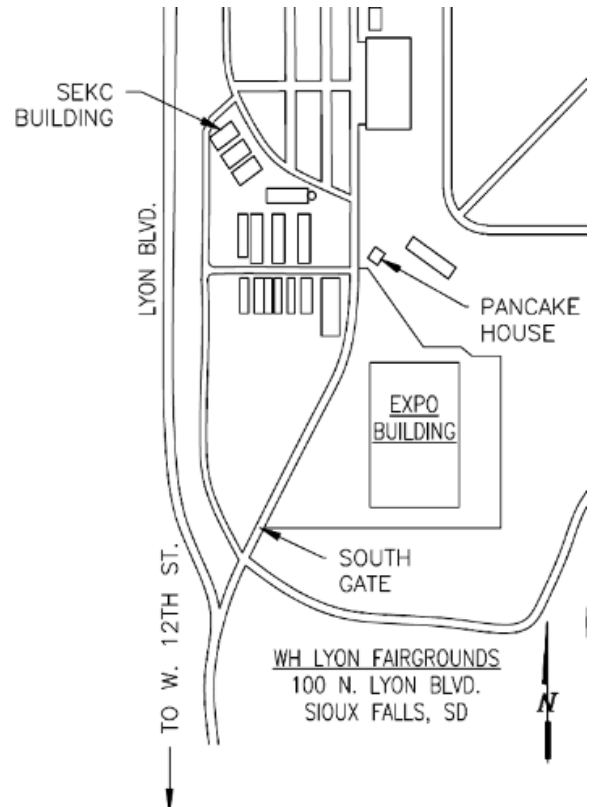 SEKC
BUILDING
LYON BLVD.
PANCAKE
HOUSE
EXPO
BUILDING
SOUTH
GATE
TO W. 12TH ST.
WH LYON FAIRGROUNDS
100 N. LYON BLVD.
SIOUX FALLS, SD
N